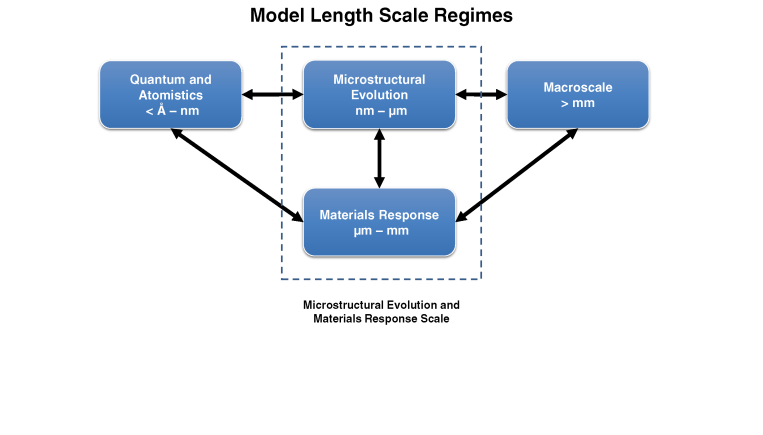 Model Length Scale Regimes
Quantum and
Atomistics
< Å – nm
Microstructural
Evolution
nm – µm
Macroscale
> mm
Materials Response
µm – mm
Microstructural Evolution and
Materials Response Scale